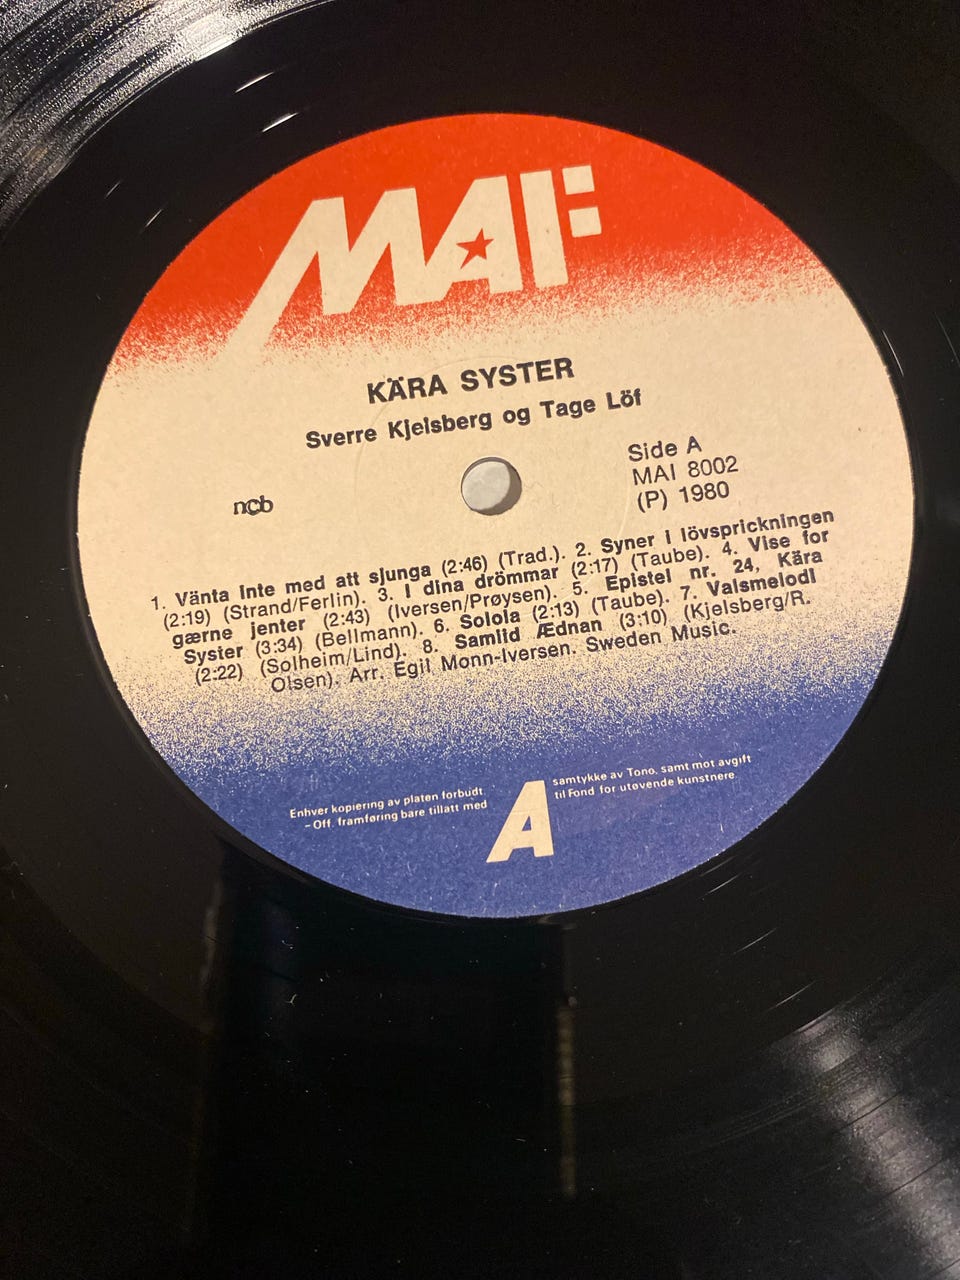 MAI
KÄRA SYSTER
Sverre Kjelsberg og Tage Löf
Side A
MAI 8002
(P) 1980
ncb
1. Vänta inte med att sjunga (2:46) (Trad.). 2. Syner i lövsprickningen
(2:19) (Strand/Ferlin). 3. I dina drömmar (2:17) (Taube). 4. Vise for
gærne jenter (2:43) (Iversen/Prøysen). 5. Epistel nr. 24, Kära
Syster (3:34) (Bellmann). 6. Solola (2:13) (Taube). 7. Valsmelodi
(2:22) (Solheim/Lind). 8. Samlid Ædnan (3:10) (Kjelsberg/R.
Olsen). Arr. Egil Monn-Iversen. Sweden Music.
Enhver kopiering av platen forbudt.
– Off. framføring bare tillatt med
A
samtykke av Tono, samt mot avgift
til Fond for utøvende kunstnere.